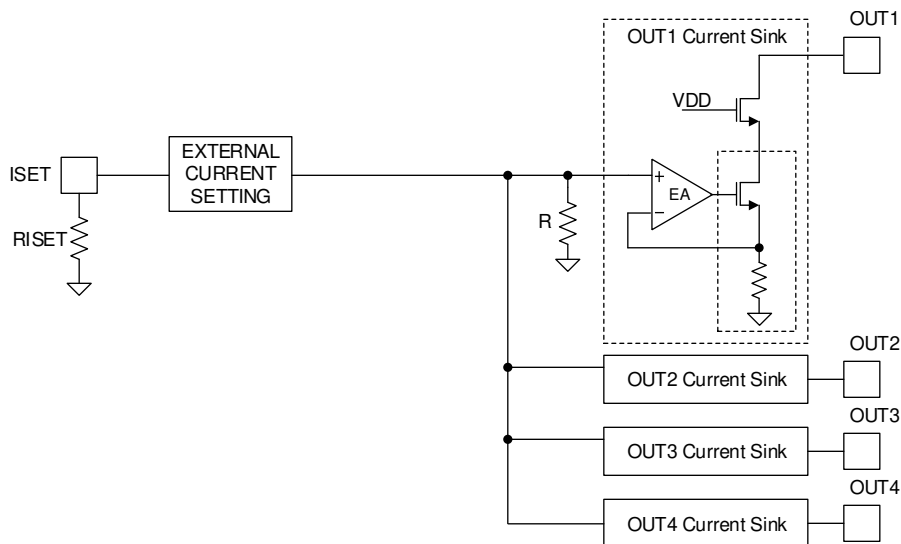 OUT1
OUT1 Current Sink
VDD
EXTERNAL
CURRENT
SETTING
ISET
+
EA
−
RISET
R
OUT2
OUT2 Current Sink
OUT3
OUT3 Current Sink
OUT4
OUT4 Current Sink